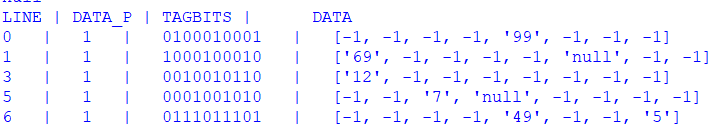 LINE | DATA_P | TAGBITS | DATA
0 | 1 | 0100010001 | [-1, -1, -1, -1, '99', -1, -1, -1]
1 | 1 | 1000100010 | ['69', -1, -1, -1, -1, 'null', -1, -1]
3 | 1 | 0010010110 | ['12', -1, -1, -1, -1, -1, -1, -1]
5 | 1 | 0001001010 | [-1, -1, '7', 'null', -1, -1, -1, -1]
6 | 1 | 0111011101 | [-1, -1, -1, -1, '49', -1, -1, '5']